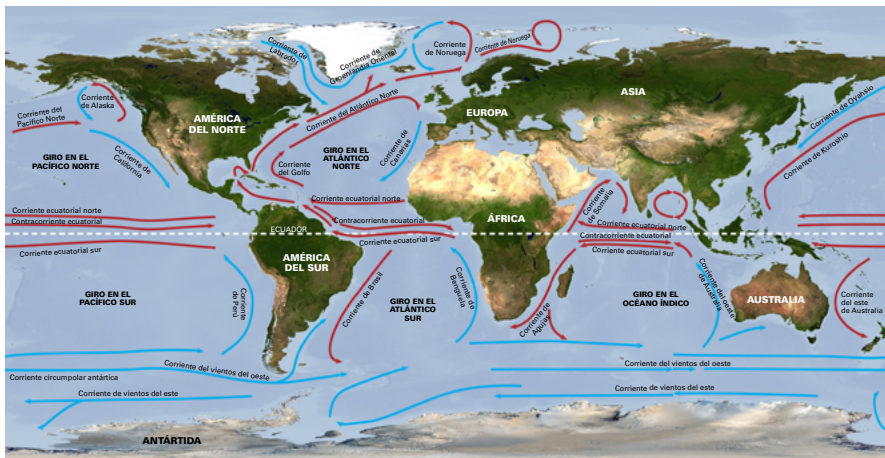 Corriente de
Labrador
Corriente de
Groenlandia Oriental
Corriente
de Noruega
Corriente de Noruega
Corriente
de Alaska
Corriente del
Pacífico Norte
AMÉRICA
DEL NORTE
Corriente del Atlántico Norte
EUROPA
ASIA
Corriente de Oyahsio
Corriente de Kuroshio
GIRO EN EL
PACÍFICO NORTE
Corriente de
California
Corriente
del Golfo
GIRO EN EL
ATLÁNTICO
NORTE
Corriente de
Canarias
Corriente ecuatorial norte
Contracorriente ecuatorial
Corriente ecuatorial sur
ECUADOR
Corriente ecuatorial norte
Contracorriente ecuatorial
Corriente ecuatorial sur
ÁFRICA
Corriente
de Somalia
Corriente ecuatorial norte
Contracorriente ecuatorial
Corriente ecuatorial sur
AMÉRICA
DEL SUR
GIRO EN EL
PACÍFICO SUR
Corriente
de Perú
Corriente de Brasil
GIRO EN EL
ATLÁNTICO
SUR
Corriente de
Benguela
Corriente de
Agujas
GIRO EN EL
OCÉANO ÍNDICO
Corriente del oeste
de Australia
AUSTRALIA
Corriente del
este
de Australia
Corriente circumpolar antártica
Corriente del vientos del oeste
Corriente del vientos del oeste
Corriente de vientos del este
Corriente de vientos del este
ANTÁRTIDA